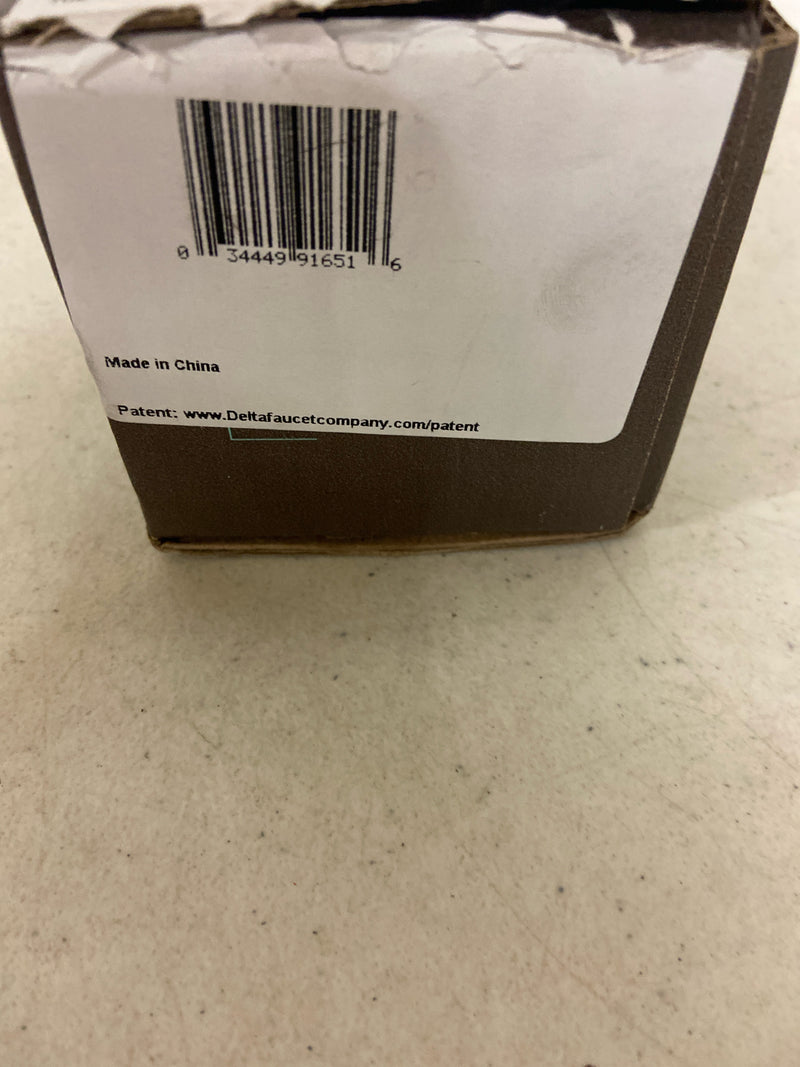 0 34449 91651 6
Made in China
Patent: www.Deltafaucetcompany.com/patent